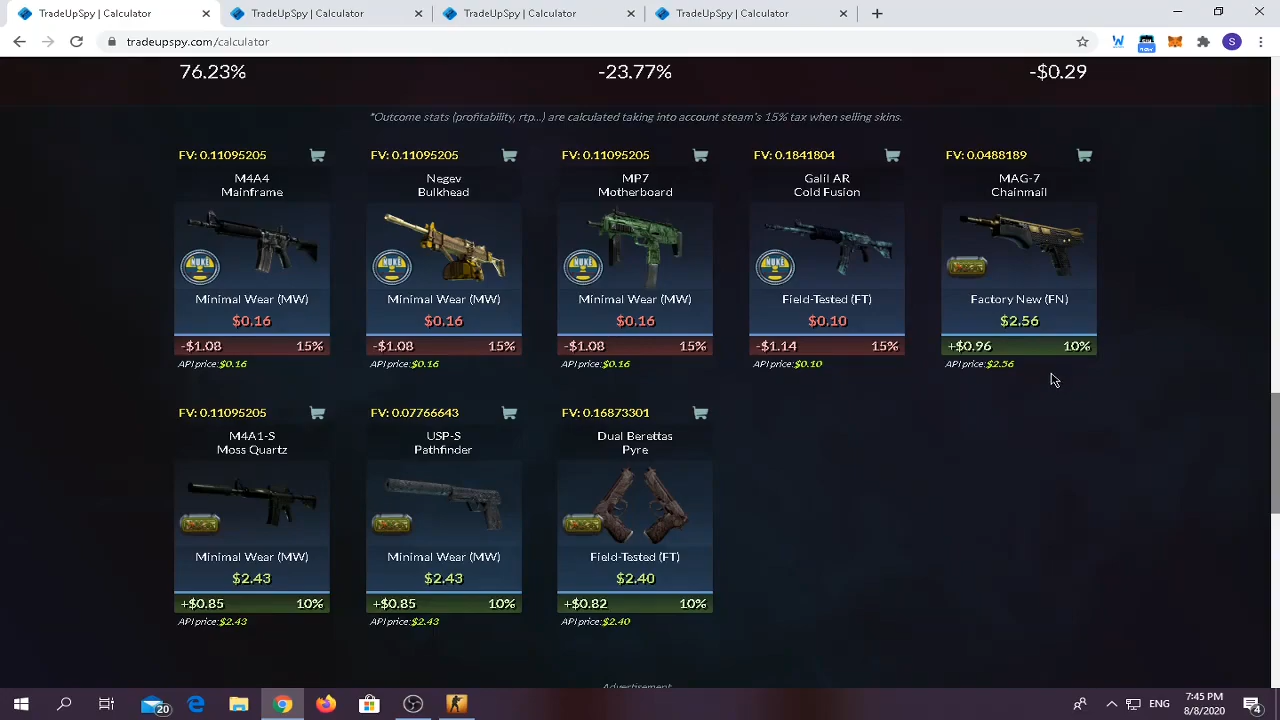 TradeUpSpy | Calculator
TradeUpSpy | Calculator
TradeUpSpy | Calculator
TradeUpSpy | Calculator
tradeupspy.com/calculator
S
76.23% -23.77% -$0.29
*Outcome stats (profitability, rtp...) are calculated taking into account steam's 15% tax when selling skins.
FV: 0.11095205 FV: 0.11095205 FV: 0.11095205 FV: 0.1841804 FV: 0.0488189
M4A4 Negev MP7 Galil AR MAG-7
Mainframe Bulkhead Motherboard Cold Fusion Chainmail
Minimal Wear (MW) Minimal Wear (MW) Minimal Wear (MW) Field-Tested (FT) Factory New (FN)
$0.16 $0.16 $0.16 $0.10 $2.56
-$1.08 15% -$1.08 15% -$1.08 15% -$1.14 15% +$0.96 10%
API price:$0.16 API price:$0.16 API price:$0.16 API price:$0.10 API price:$2.56
FV: 0.11095205 FV: 0.07766643 FV: 0.16873301
M4A1-S USP-S Dual Berettas
Moss Quartz Pathfinder Pyre
Minimal Wear (MW) Minimal Wear (MW) Field-Tested (FT)
$2.43 $2.43 $2.40
+$0.85 10% +$0.85 10% +$0.82 10%
API price:$2.43 API price:$2.43 API price:$2.40
Advertisement
20
7:45 PM
8/8/2020
4